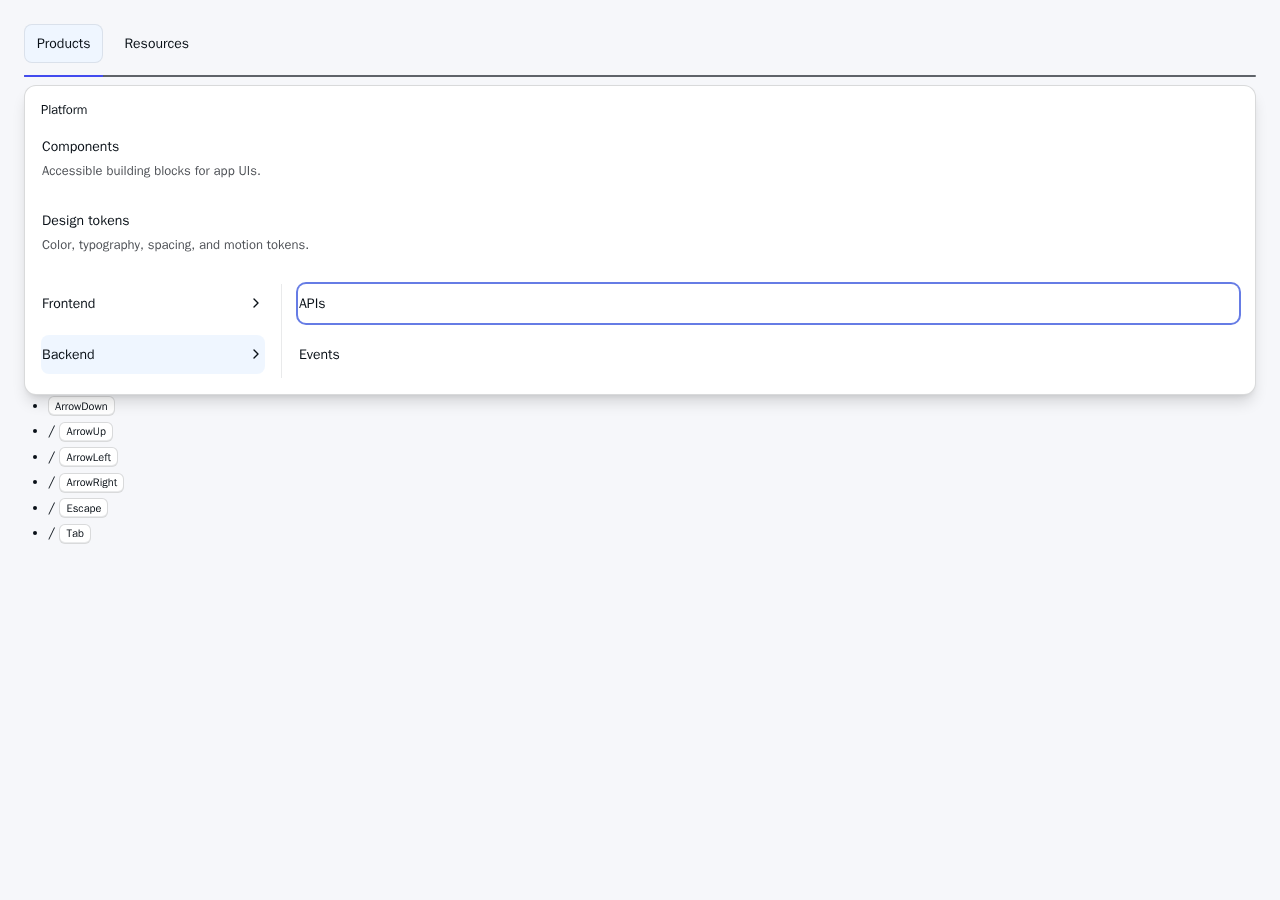 Products
Resources
Platform
Components
Accessible building blocks for app UIs.
Design tokens
Color, typography, spacing, and motion tokens.
Frontend
APIs
Backend
Events
ArrowDown
/ ArrowUp
/ ArrowLeft
/ ArrowRight
/ Escape
/ Tab